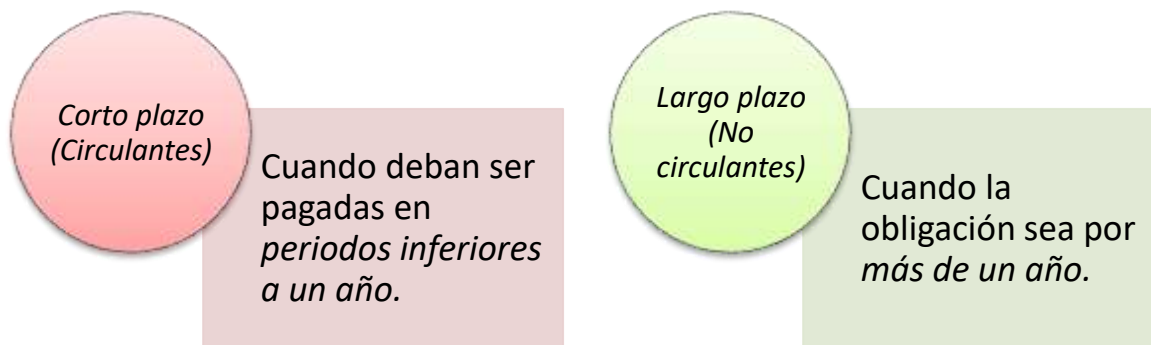 Corto plazo
(Circulantes)
Cuando deban ser
pagadas en
periodos inferiores
a un año.
Largo plazo
(No
circulantes)
Cuando la
obligación sea por
más de un año.